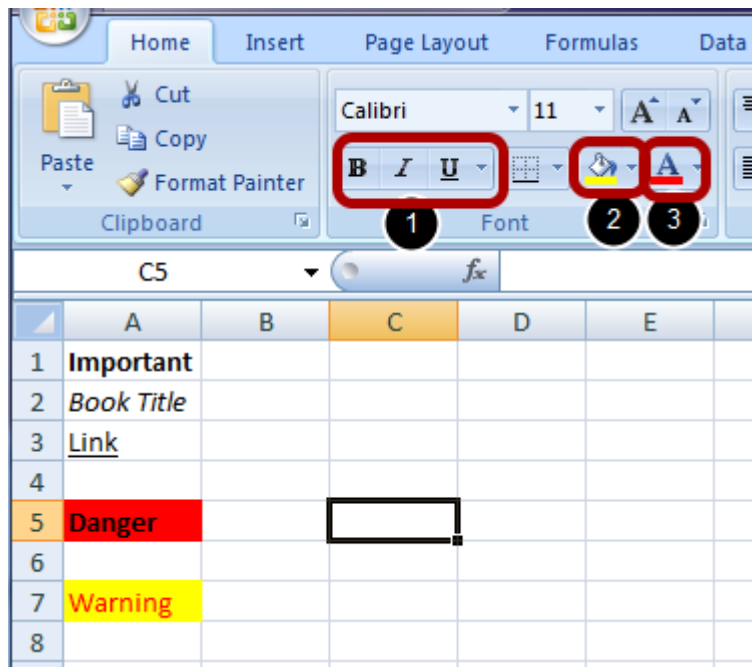 Home Insert Page Layout Formulas Data
Cut
Calibri 11 A A
Copy
Paste
B I U A
Format Painter
Clipboard Font
1 2 3
C5 fx
A B C D E
1 Important
2 Book Title
3 Link
4
5 Danger
6
7 Warning
8